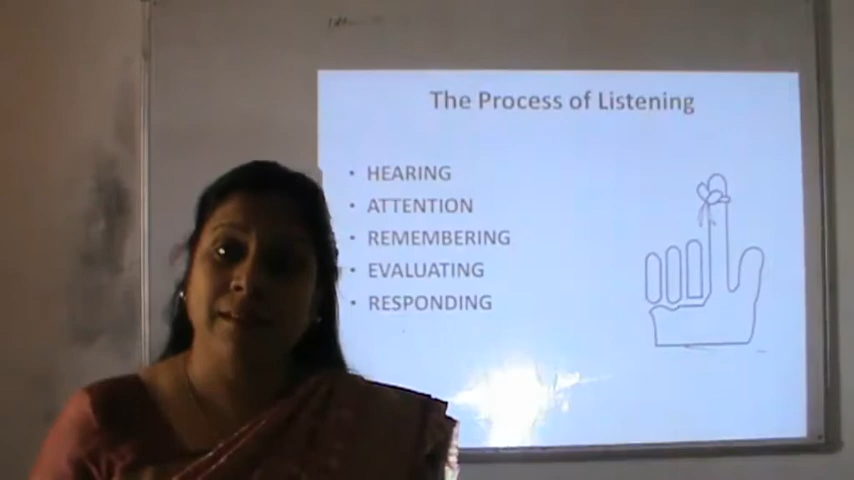 The Process of Listening
• HEARING
• ATTENTION
• REMEMBERING
• EVALUATING
• RESPONDING